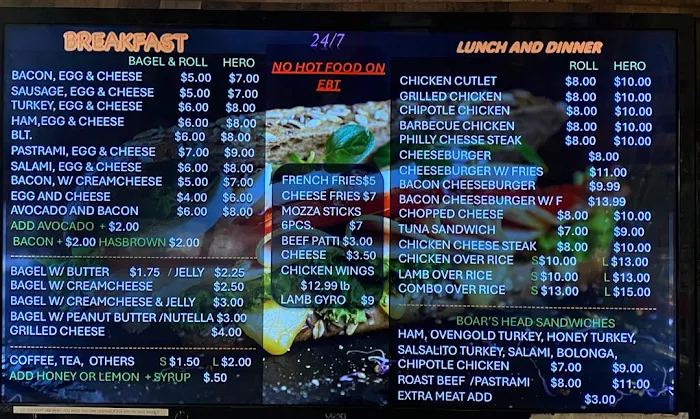 BREAKFAST
BAGEL & ROLL HERO
BACON, EGG & CHEESE $5.00 $7.00
SAUSAGE, EGG & CHEESE $5.00 $7.00
TURKEY, EGG & CHEESE $6.00 $8.00
HAM,EGG & CHEESE $6.00 $8.00
BLT. $6.00 $8.00
PASTRAMI, EGG & CHEESE $7.00 $9.00
SALAMI, EGG & CHEESE $6.00 $8.00
BACON, W/ CREAMCHEESE $5.00 $7.00
EGG AND CHEESE $4.00 $6.00
AVOCADO AND BACON $6.00 $8.00
ADD AVOCADO + $2.00
BACON + $2.00 HASBROWN $2.00
BAGEL W/ BUTTER $1.75 / JELLY $2.25
BAGEL W/ CREAMCHEESE $2.50
BAGEL W/ CREAMCHEESE & JELLY $3.00
BAGEL W/ PEANUT BUTTER /NUTELLA $3.00
GRILLED CHEESE $4.00
COFFEE, TEA, OTHERS S $1.50 L $2.00
ADD HONEY OR LEMON + SYRUP $.50
24/7
NO HOT FOOD ON
EBT
FRENCH FRIES $5
CHEESE FRIES $7
MOZZA STICKS
6PCS. $7
BEEF PATTI $3.00
CHEESE $3.50
CHICKEN WINGS
$12.99 lb
LAMB GYRO $9
LUNCH AND DINNER
ROLL HERO
CHICKEN CUTLET $8.00 $10.00
GRILLED CHICKEN $8.00 $10.00
CHIPOTLE CHICKEN $8.00 $10.00
BARBECUE CHICKEN $8.00 $10.00
PHILLY CHESSE STEAK $8.00 $10.00
CHEESEBURGER $8.00
CHEESEBURGER W/ FRIES $11.00
BACON CHEESEBURGER $9.99
BACON CHEESEBURGER W/ F $13.99
CHOPPED CHEESE $8.00 $10.00
TUNA SANDWICH $7.00 $9.00
CHICKEN CHEESE STEAK $8.00 $10.00
CHICKEN OVER RICE S $10.00 L $13.00
LAMB OVER RICE S $10.00 L $13.00
COMBO OVER RICE S $13.00 L $15.00
BOAR'S HEAD SANDWICHES
HAM, OVENGOLD TURKEY, HONEY TURKEY,
SALSALITO TURKEY, SALAMI, BOLONGA,
CHIPOTLE CHICKEN $7.00 $9.00
ROAST BEEF /PASTRAMI $8.00 $11.00
EXTRA MEAT ADD $3.00
VIZIO